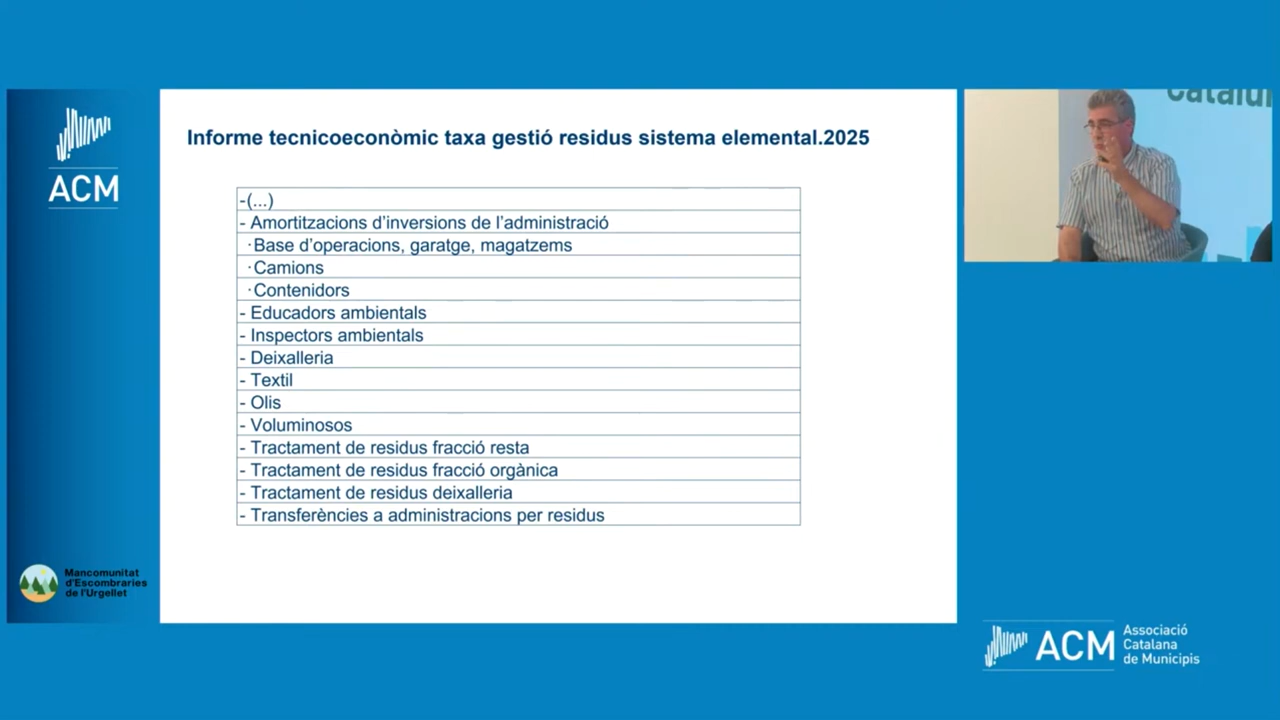 ACM
Informe tecnicoeconòmic taxa gestió residus sistema elemental.2025
-(...)
- Amortitzacions d'inversions de l'administració
·Base d'operacions, garatge, magatzems
·Camions
·Contenidors
- Educadors ambientals
- Inspectors ambientals
- Deixalleria
- Textil
- Olis
- Voluminosos
- Tractament de residus fracció resta
- Tractament de residus fracció orgànica
- Tractament de residus deixalleria
- Transferències a administracions per residus
Mancomunitat
d'Escombraries
de l'Urgellet
ACM
Associació
Catalana
de Municipis